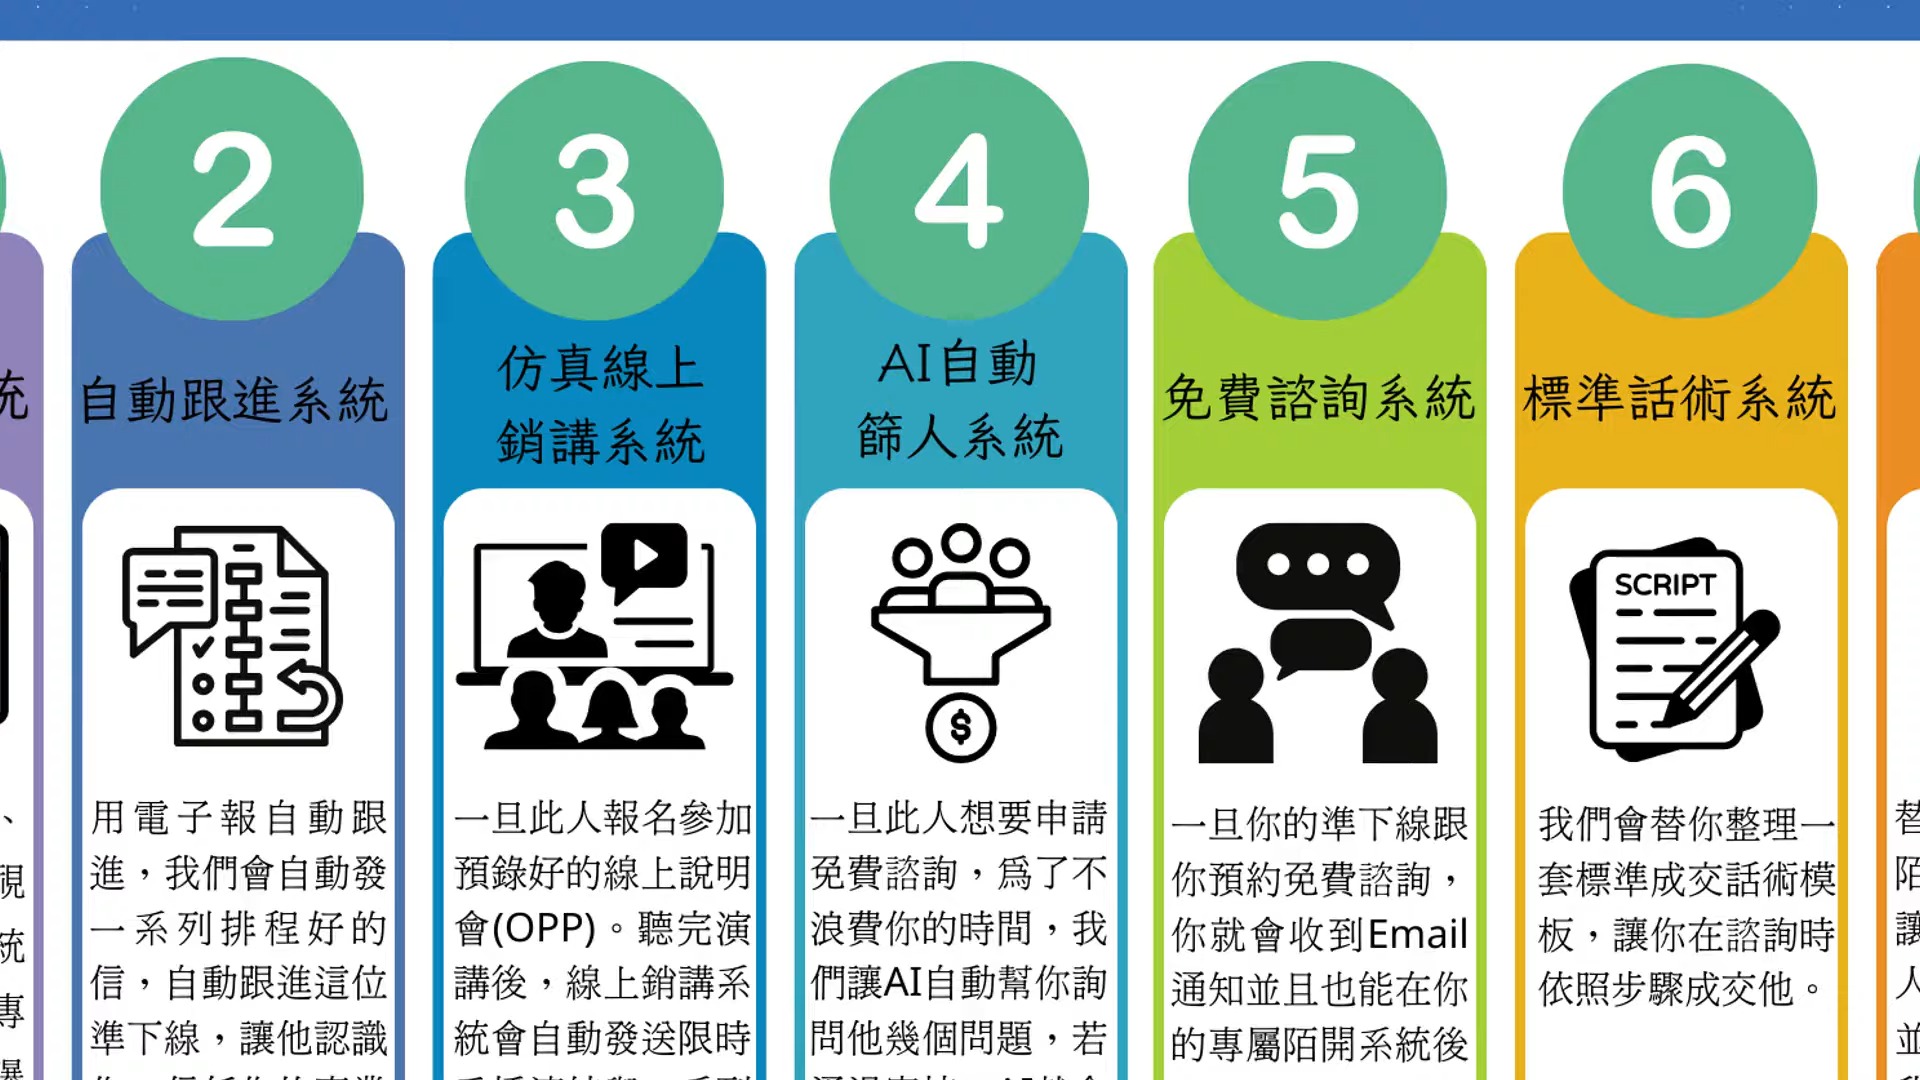 2
自動跟進系統
用電子報自動跟
進，我們會自動發
一系列排程好的
信，自動跟進這位
準下線，讓他認識
3
仿真線上
銷講系統
一旦此人報名參加
預錄好的線上說明
會(OPP)。聽完演
講後，線上銷講系
統會自動發送限時
4
AI自動
篩人系統
一旦此人想要申請
免費諮詢，為了不
浪費你的時間，我
們讓AI自動幫你詢
問他幾個問題，若
5
免費諮詢系統
一旦你的準下線跟
你預約免費諮詢，
你就會收到Email
通知並且也能在你
的專屬陌開系統後
6
標準話術系統
SCRIPT
我們會替你整理一
套標準成交話術模
板，讓你在諮詢時
依照步驟成交他。